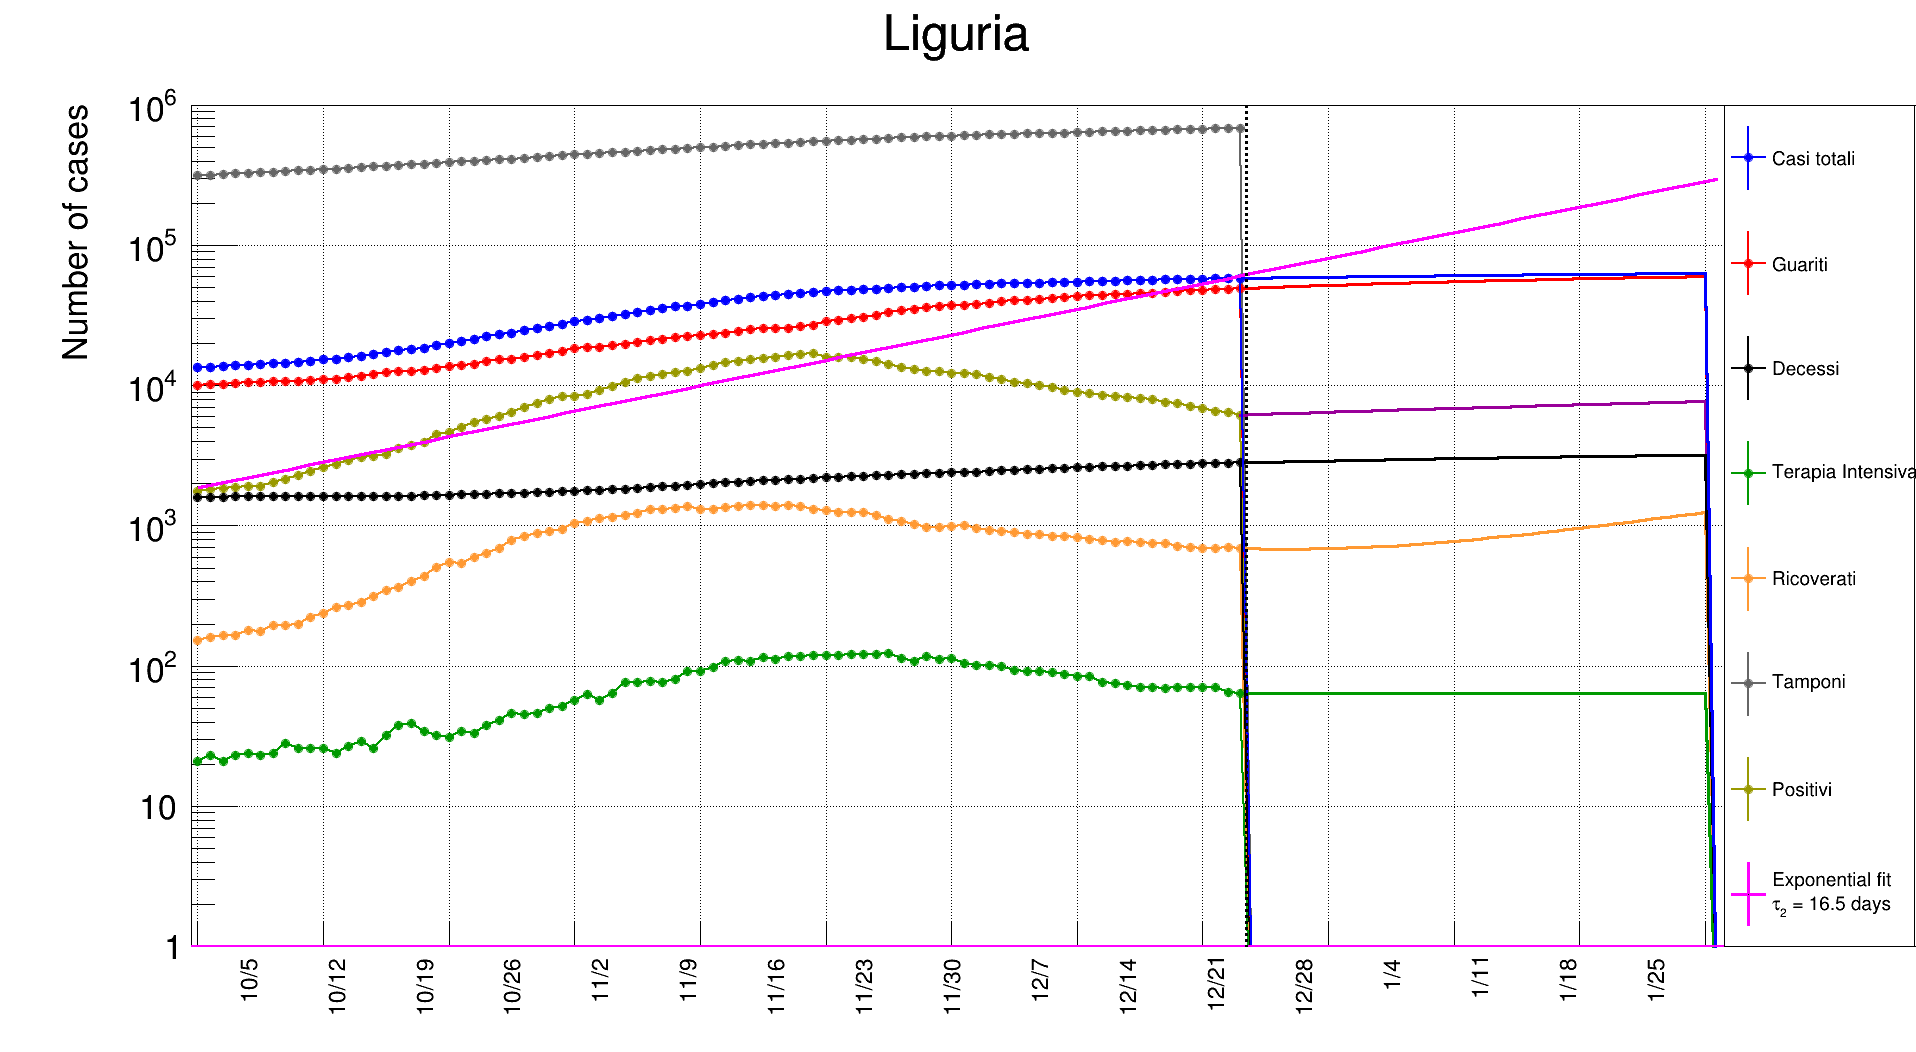 Liguria
Number of cases
10^6
10^5
10^4
10^3
10^2
10
1
10/5
10/12
10/19
10/26
11/2
11/9
11/16
11/23
11/30
12/7
12/14
12/21
12/28
1/4
1/11
1/18
1/25
Casi totali
Guariti
Decessi
Terapia Intensiva
Ricoverati
Tamponi
Positivi
Exponential fit
τ₂ = 16.5 days